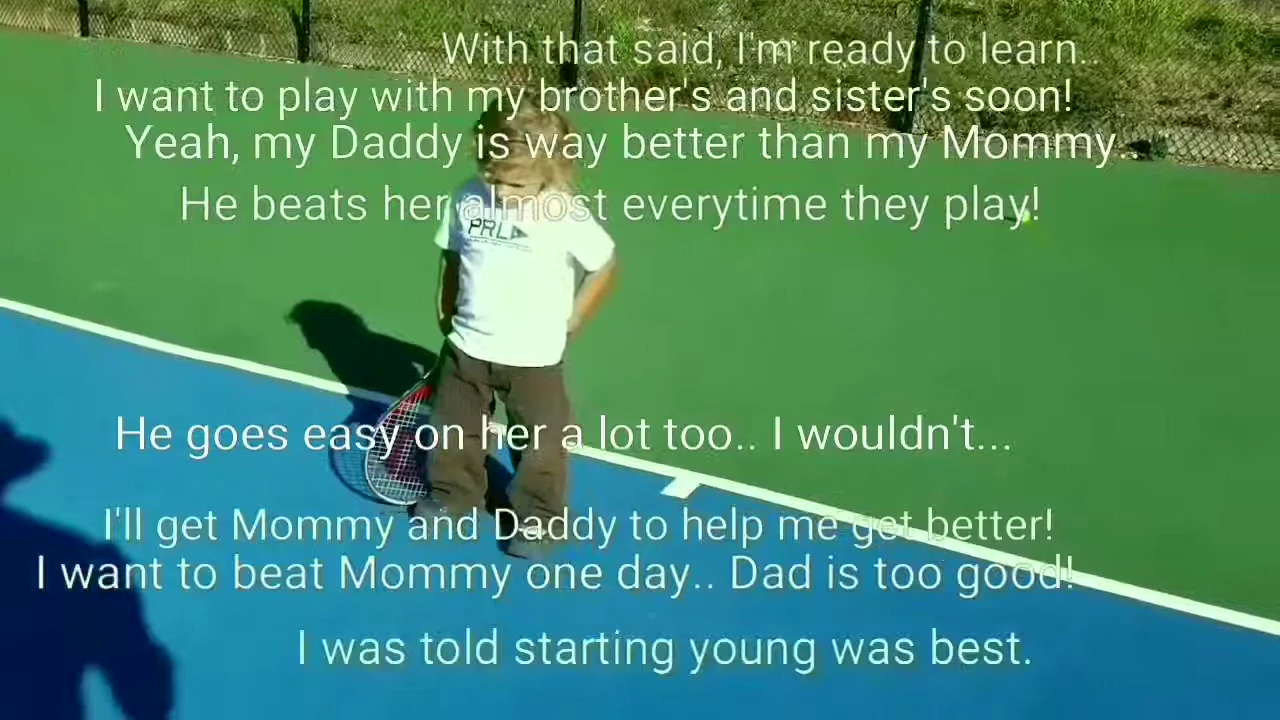 With that said, I'm ready to learn..
I want to play with my brother's and sister's soon!
Yeah, my Daddy is way better than my Mommy.
He beats her almost everytime they play!
PRL
He goes easy on her a lot too.. I wouldn't...
I'll get Mommy and Daddy to help me get better!
I want to beat Mommy one day.. Dad is too good!
I was told starting young was best.